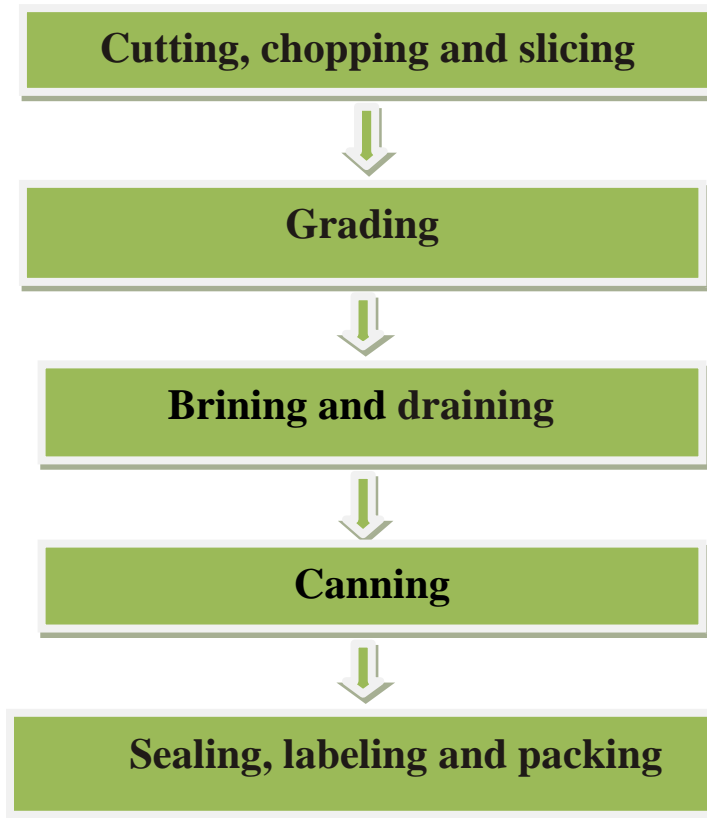 Cutting, chopping and slicing
Grading
Brining and draining
Canning
Sealing, labeling and packing